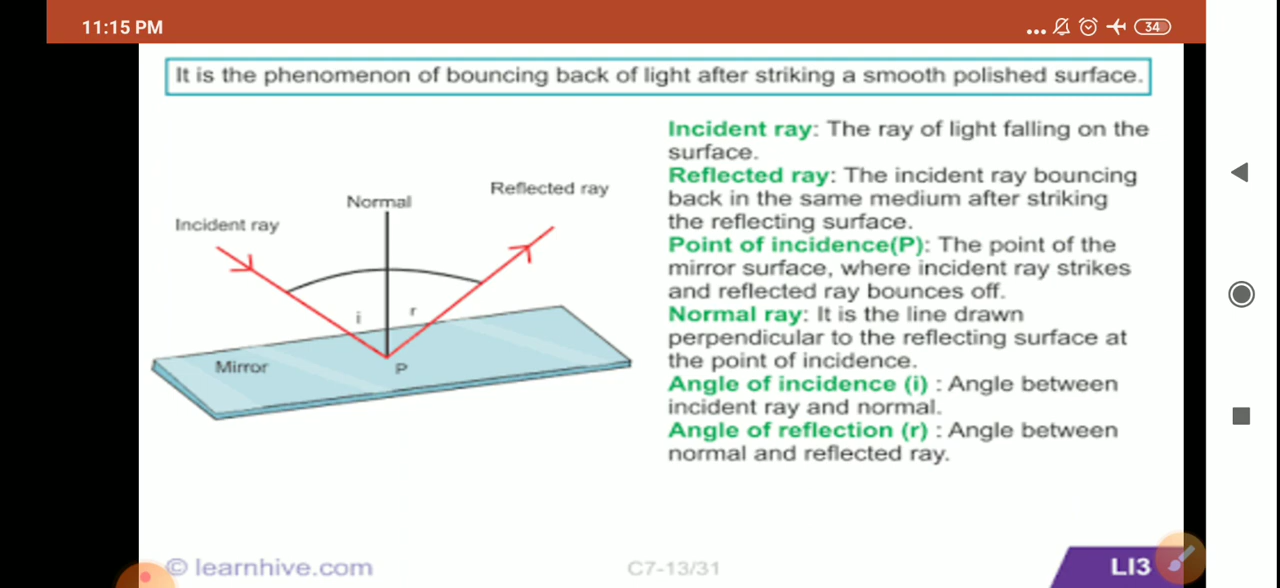 11:15 PM
34
It is the phenomenon of bouncing back of light after striking a smooth polished surface.
Incident ray
Normal
Reflected ray
i
r
Mirror
P
Incident ray: The ray of light falling on the
surface.
Reflected ray: The incident ray bouncing
back in the same medium after striking
the reflecting surface.
Point of incidence(P): The point of the
mirror surface, where incident ray strikes
and reflected ray bounces off.
Normal ray: It is the line drawn
perpendicular to the reflecting surface at
the point of incidence.
Angle of incidence (i) : Angle between
incident ray and normal.
Angle of reflection (r) : Angle between
normal and reflected ray.
© learnhive.com
C7-13/31
LI3